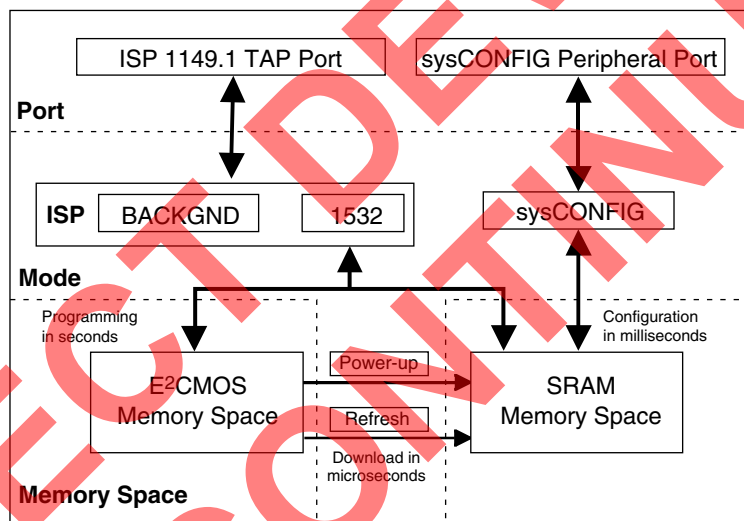 ISP 1149.1 TAP Port
sysCONFIG Peripheral Port
Port
ISP
BACKGND
1532
sysCONFIG
Mode
Programming
in seconds
Configuration
in milliseconds
E²CMOS
Memory Space
Power-up
Refresh
Download in
microseconds
SRAM
Memory Space
Memory Space